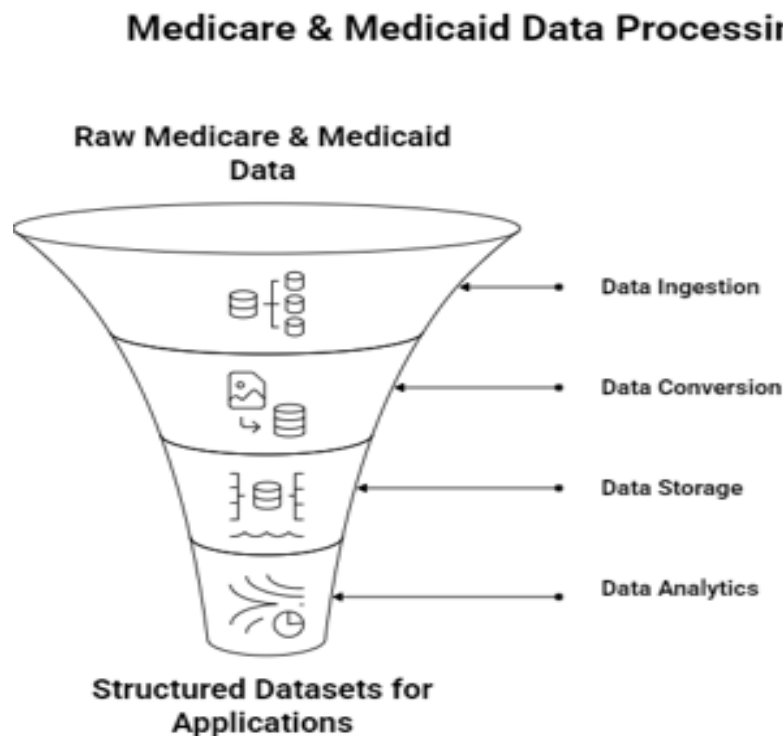 Medicare & Medicaid Data Processin
Raw Medicare & Medicaid
Data
Data Ingestion
Data Conversion
Data Storage
Data Analytics
Structured Datasets for
Applications